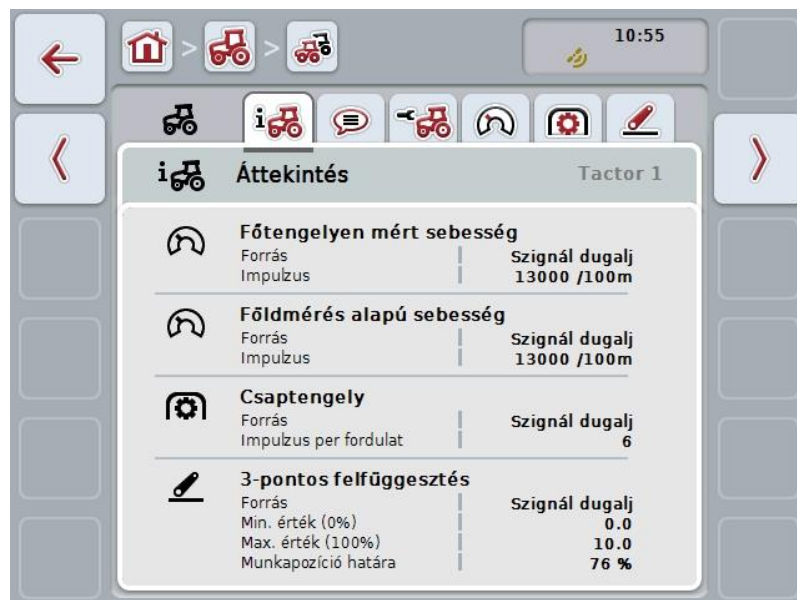 10:55
Áttekintés Tactor 1
Főtengelyen mért sebesség
Forrás Szignál dugalj
Impulzus 13000 /100m
Főldmérés alapú sebesség
Forrás Szignál dugalj
Impulzus 13000 /100m
Csaptengely
Forrás Szignál dugalj
Impulzus per fordulat 6
3-pontos felfűggesztés
Forrás Szignál dugalj
Min. érték (0%) 0.0
Max. érték (100%) 10.0
Munkapozíció határa 76 %